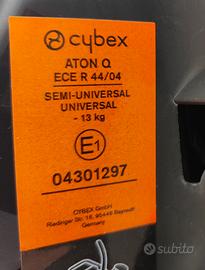 cybex
ATON Q
ECE R 44/04
SEMI-UNIVERSAL
UNIVERSAL
- 13 kg
E1
04301297
CYBEX GmbH
Riedinger Str. 18, 95448 Bayreuth
Germany
subito